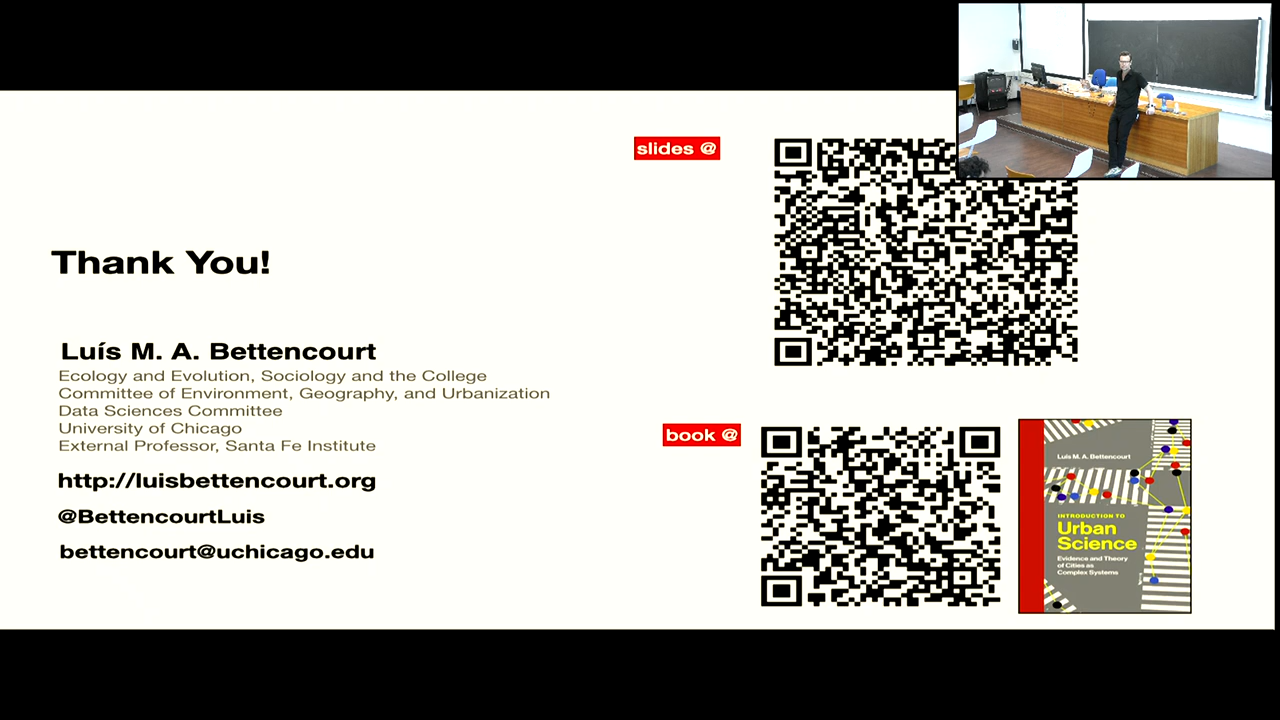 slides @
Thank You!
Luís M. A. Bettencourt
Ecology and Evolution, Sociology and the College
Committee of Environment, Geography, and Urbanization
Data Sciences Committee
University of Chicago
External Professor, Santa Fe Institute
http://luisbettencourt.org
@BettencourtLuis
bettencourt@uchicago.edu
book @
Luís M. A. Bettencourt
INTRODUCTION TO
Urban
Science
Evidence and Theory
of Cities as
Complex Systems